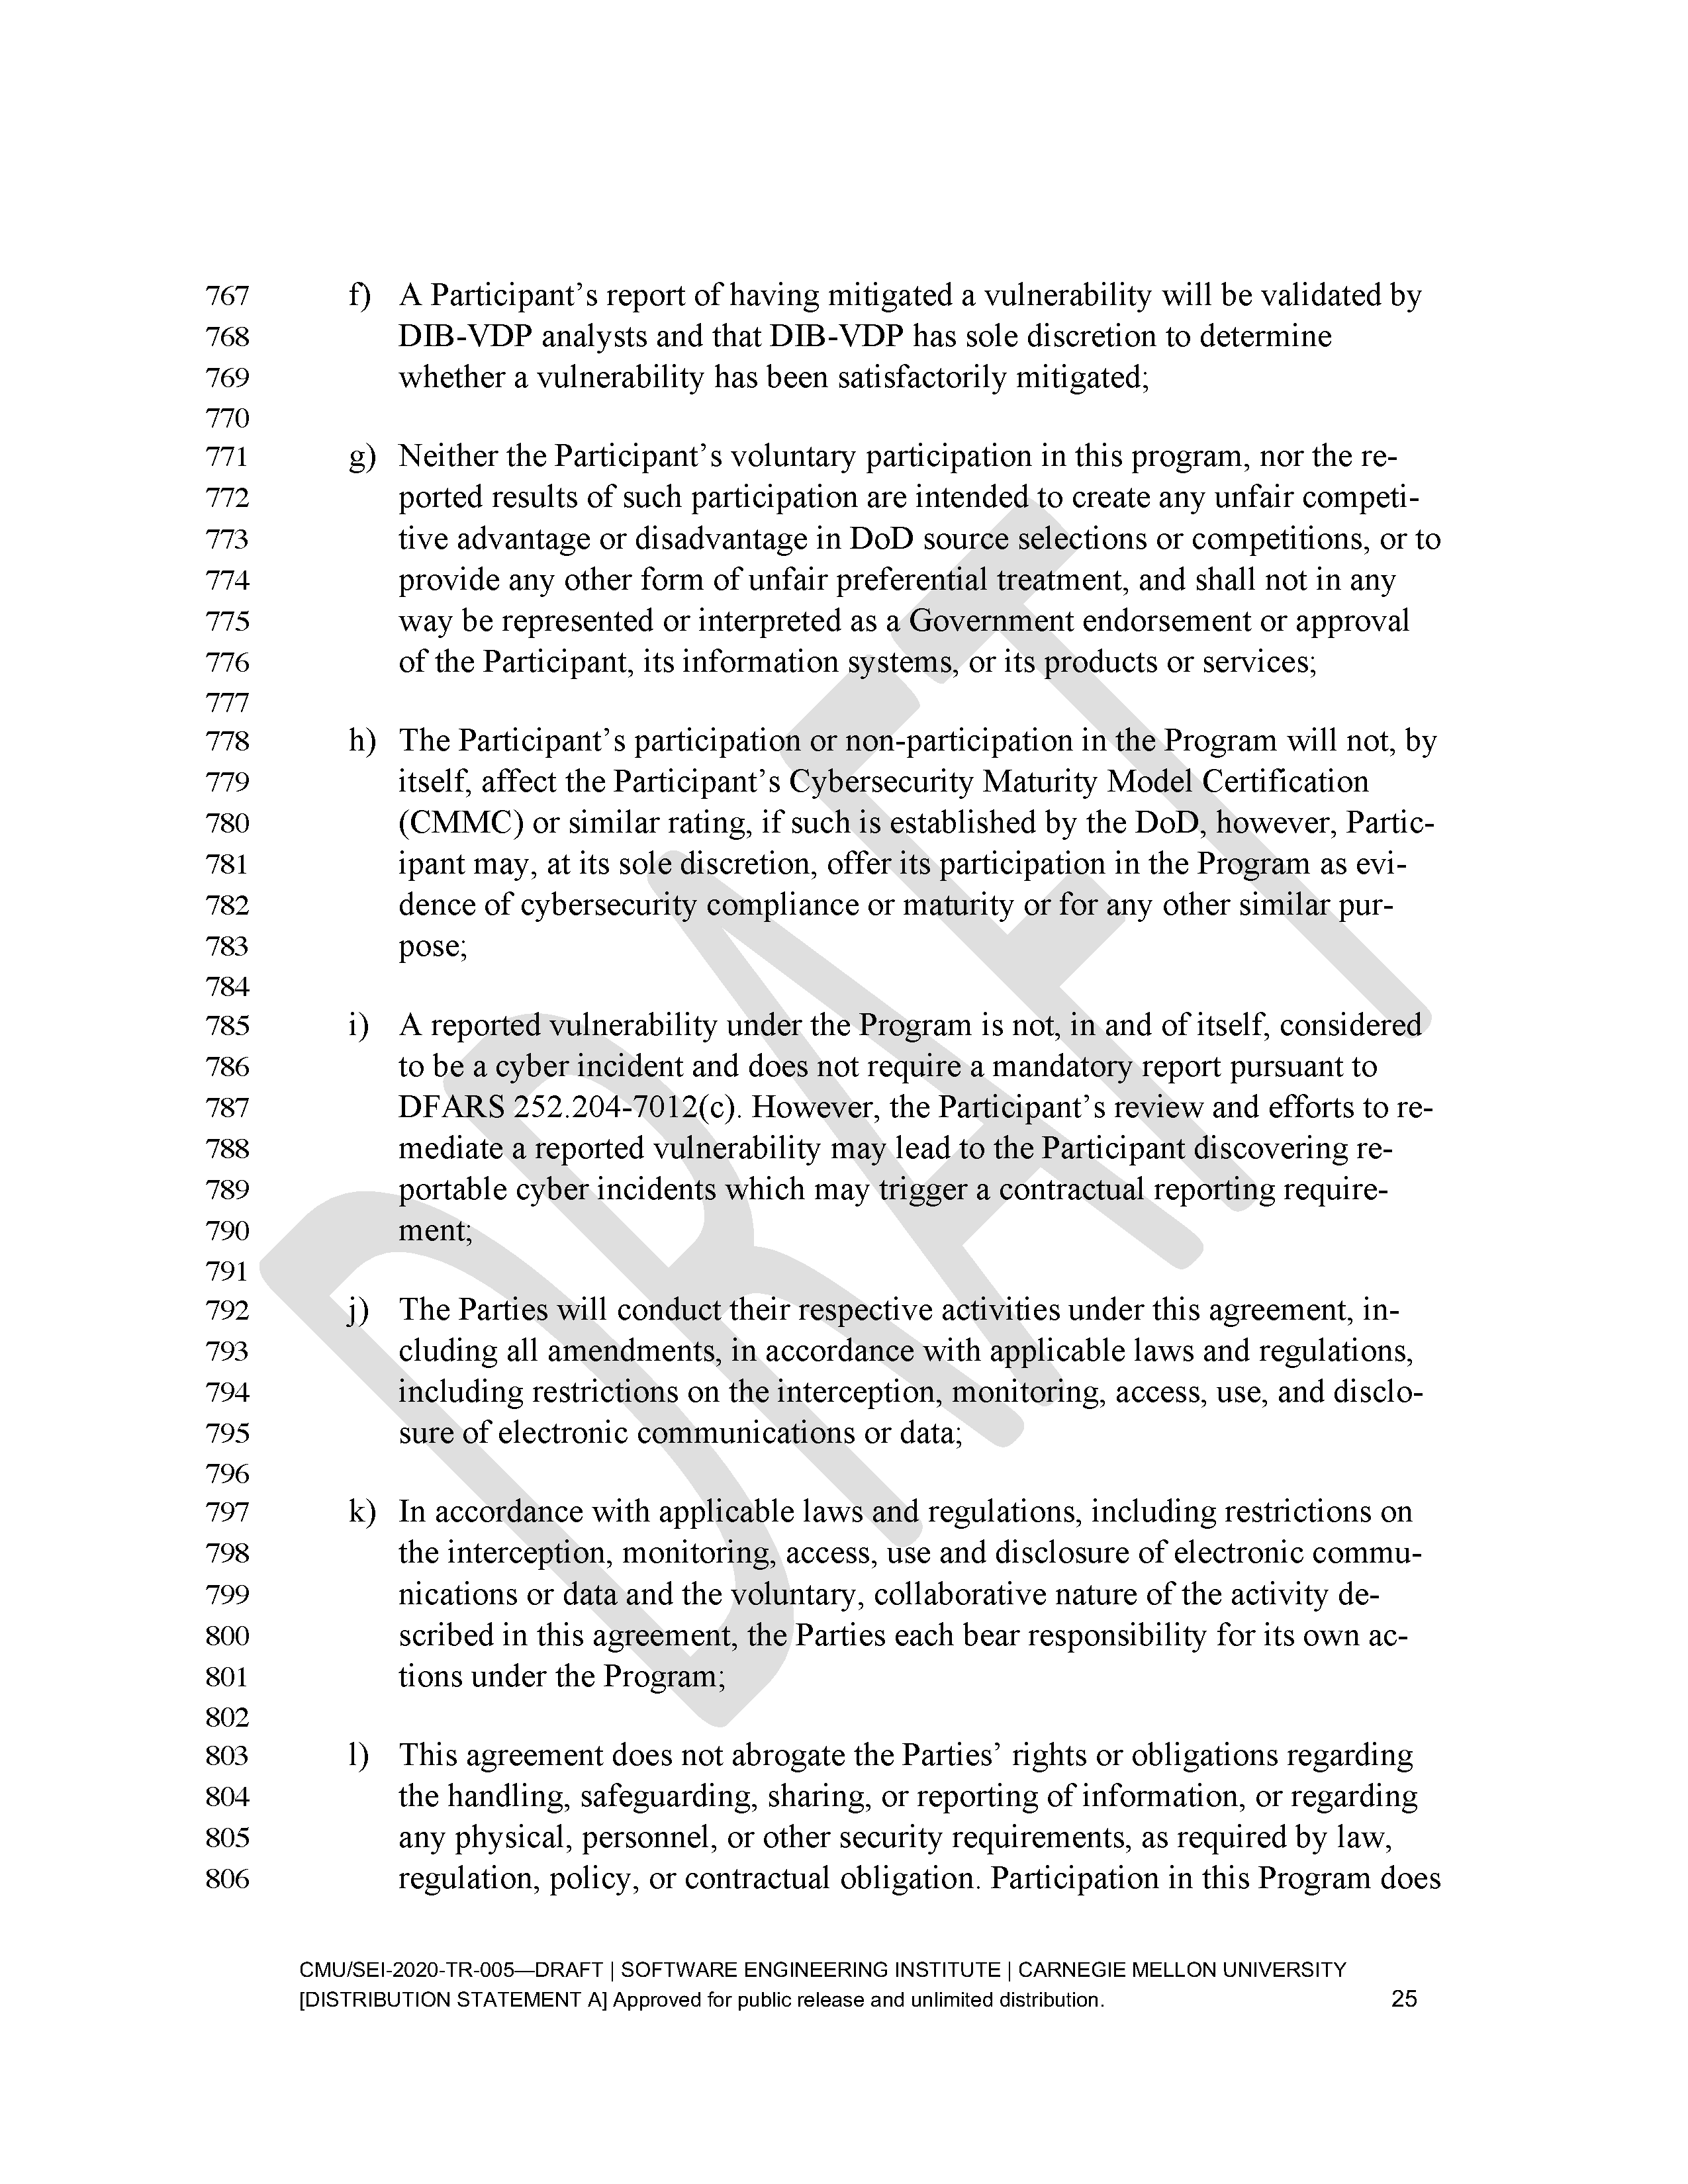 767 f) A Participant’s report of having mitigated a vulnerability will be validated by
768 DIB-VDP analysts and that DIB-VDP has sole discretion to determine
769 whether a vulnerability has been satisfactorily mitigated;
770
771 g) Neither the Participant’s voluntary participation in this program, nor the re-
772 ported results of such participation are intended to create any unfair competi-
773 tive advantage or disadvantage in DoD source selections or competitions, or to
774 provide any other form of unfair preferential treatment, and shall not in any
775 way be represented or interpreted as a Government endorsement or approval
776 of the Participant, its information systems, or its products or services;
777
778 h) The Participant’s participation or non-participation in the Program will not, by
779 itself, affect the Participant’s Cybersecurity Maturity Model Certification
780 (CMMC) or similar rating, if such is established by the DoD, however, Partic-
781 ipant may, at its sole discretion, offer its participation in the Program as evi-
782 dence of cybersecurity compliance or maturity or for any other similar pur-
783 pose;
784
785 i) A reported vulnerability under the Program is not, in and of itself, considered
786 to be a cyber incident and does not require a mandatory report pursuant to
787 DFARS 252.204-7012(c). However, the Participant’s review and efforts to re-
788 mediate a reported vulnerability may lead to the Participant discovering re-
789 portable cyber incidents which may trigger a contractual reporting require-
790 ment;
791
792 j) The Parties will conduct their respective activities under this agreement, in-
793 cluding all amendments, in accordance with applicable laws and regulations,
794 including restrictions on the interception, monitoring, access, use, and disclo-
795 sure of electronic communications or data;
796
797 k) In accordance with applicable laws and regulations, including restrictions on
798 the interception, monitoring, access, use and disclosure of electronic commu-
799 nications or data and the voluntary, collaborative nature of the activity de-
800 scribed in this agreement, the Parties each bear responsibility for its own ac-
801 tions under the Program;
802
803 l) This agreement does not abrogate the Parties’ rights or obligations regarding
804 the handling, safeguarding, sharing, or reporting of information, or regarding
805 any physical, personnel, or other security requirements, as required by law,
806 regulation, policy, or contractual obligation. Participation in this Program does
DRAFT
CMU/SEI-2020-TR-005—DRAFT | SOFTWARE ENGINEERING INSTITUTE | CARNEGIE MELLON UNIVERSITY
[DISTRIBUTION STATEMENT A] Approved for public release and unlimited distribution. 25